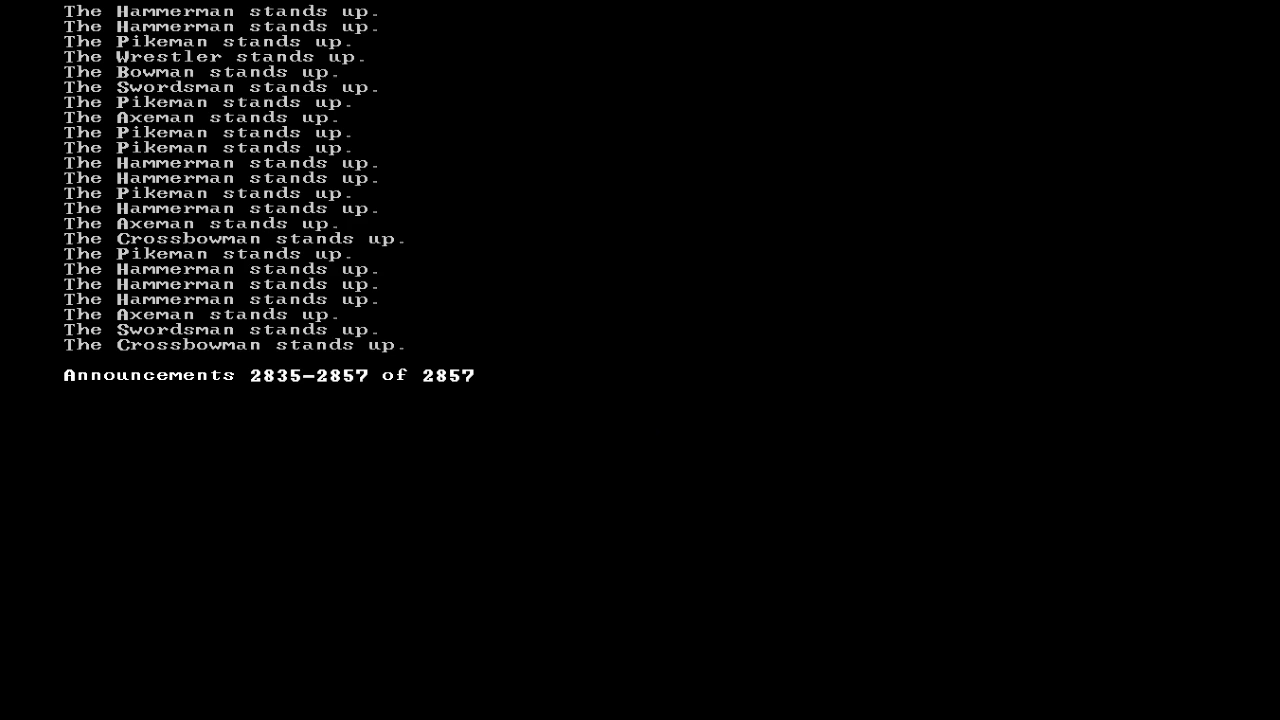 The Hammerman stands up.
The Hammerman stands up.
The Pikeman stands up.
The Wrestler stands up.
The Bowman stands up.
The Swordsman stands up.
The Pikeman stands up.
The Axeman stands up.
The Pikeman stands up.
The Pikeman stands up.
The Hammerman stands up.
The Hammerman stands up.
The Pikeman stands up.
The Hammerman stands up.
The Axeman stands up.
The Crossbowman stands up.
The Pikeman stands up.
The Hammerman stands up.
The Hammerman stands up.
The Hammerman stands up.
The Axeman stands up.
The Swordsman stands up.
The Crossbowman stands up.
Announcements 2835-2857 of 2857